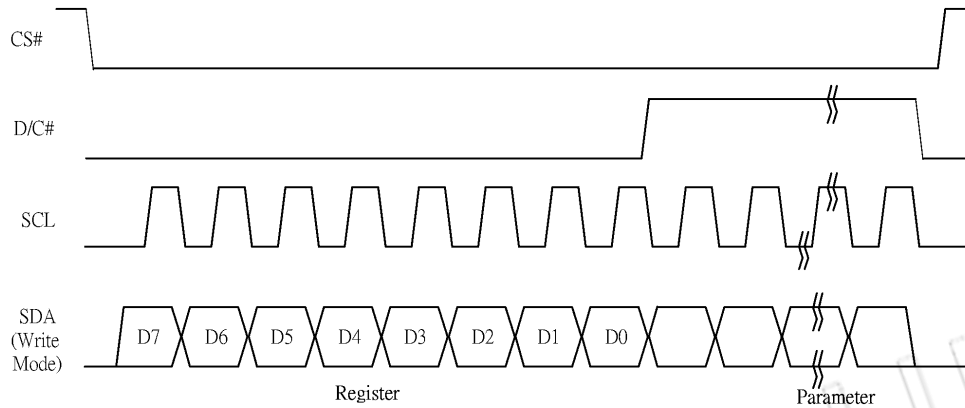 CS#
D/C#
SCL
SDA
(Write
Mode)
D7 D6 D5 D4 D3 D2 D1 D0
Register
Parameter